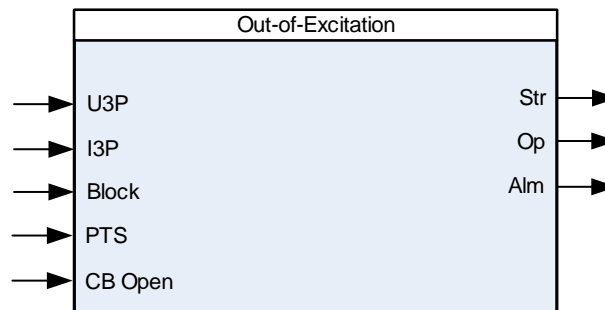 Out-of-Excitation
U3P
I3P
Block
PTS
CB Open
Str
Op
Alm